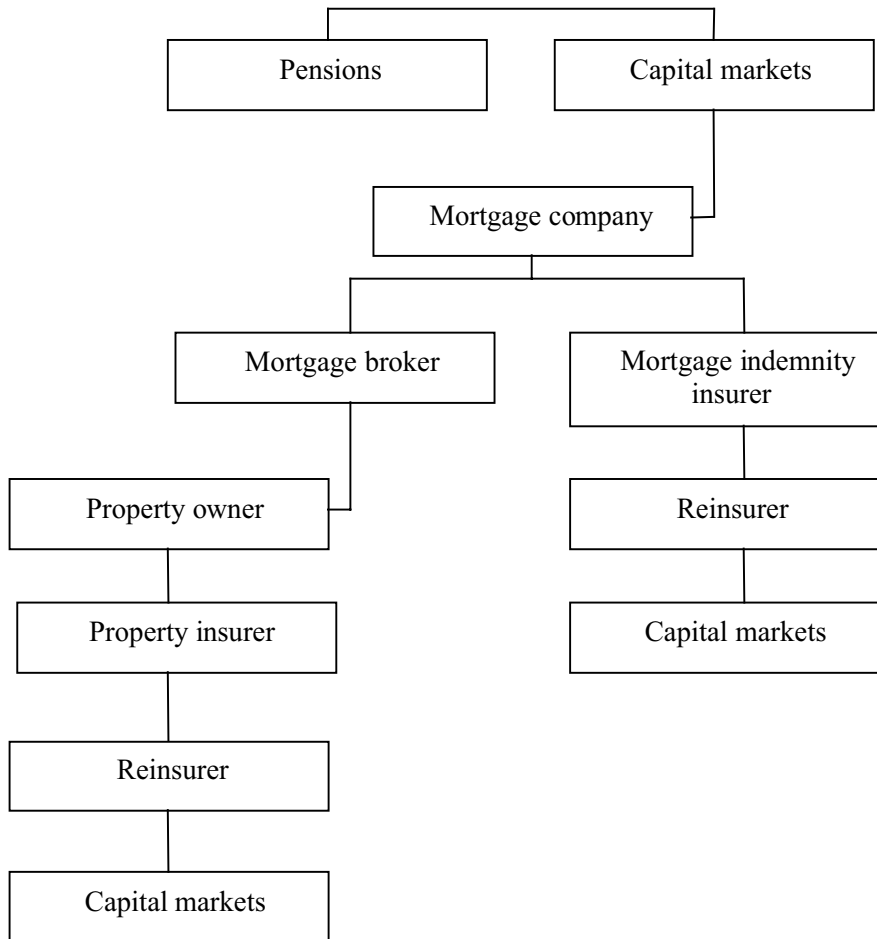 Pensions
Capital markets
Mortgage company
Mortgage broker
Mortgage indemnity
insurer
Property owner
Reinsurer
Property insurer
Capital markets
Reinsurer
Capital markets